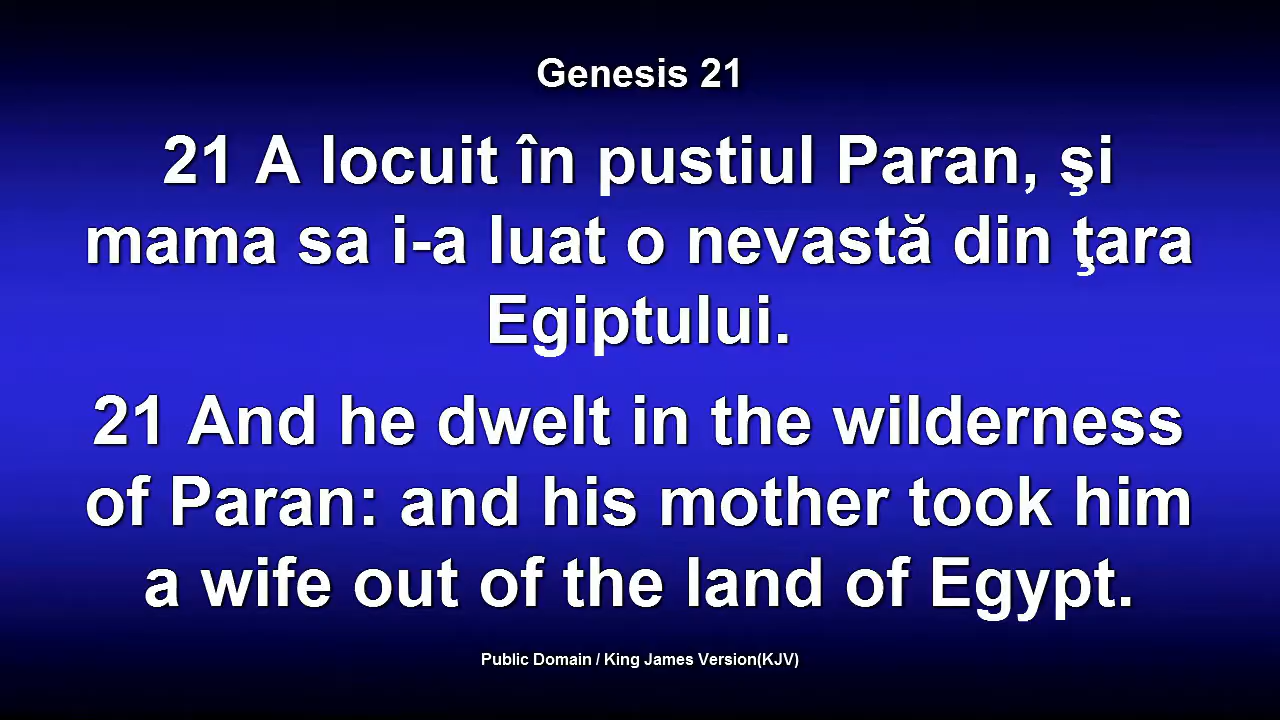 Genesis 21
21 A locuit în pustiul Paran, şi
mama sa i-a luat o nevastă din ţara
Egiptului.
21 And he dwelt in the wilderness
of Paran: and his mother took him
a wife out of the land of Egypt.
Public Domain / King James Version(KJV)